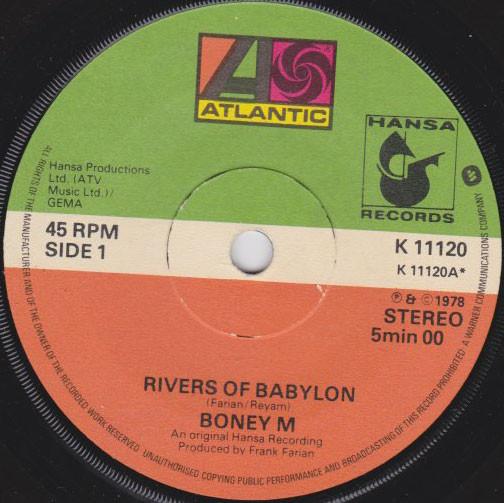 ATLANTIC
HANSA
RECORDS
Hansa Productions
Ltd. (ATV
Music Ltd.)/
GEMA
45 RPM
SIDE 1
K 11120
K 11120A*
℗ & © 1978
STEREO
5min 00
RIVERS OF BABYLON
(Farian/Reyam)
BONEY M
An original Hansa Recording
Produced by Frank Farian
ALL RIGHTS OF THE MANUFACTURER AND OF THE OWNER OF THE RECORDED WORK RESERVED. UNAUTHORISED COPYING PUBLIC PERFORMANCE AND BROADCASTING OF THIS RECORD PROHIBITED. A WARNER COMMUNICATIONS COMPANY